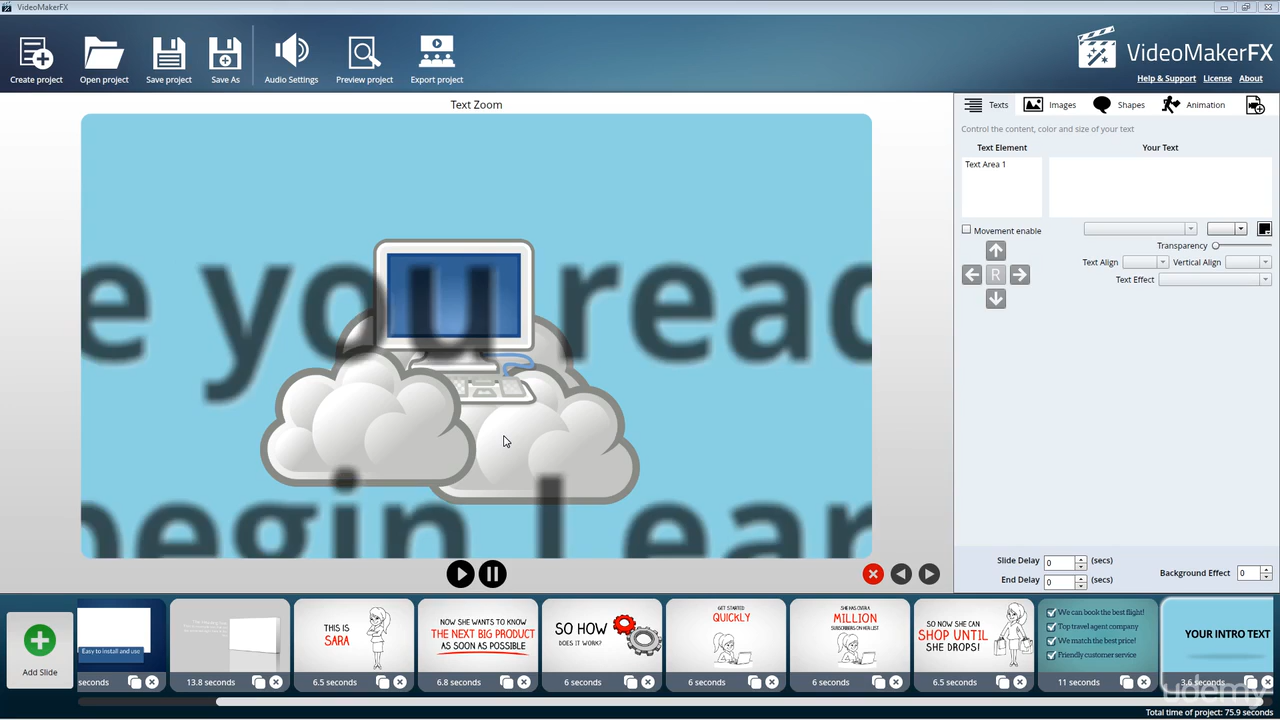 VideoMakerFX
Create project
Open project
Save project
Save As
Audio Settings
Preview project
Export project
VideoMakerFX
Help & Support
License
About
Text Zoom
e you read
begin Lear
Texts
Images
Shapes
Animation
Control the content, color and size of your text
Text Element
Your Text
Text Area 1
Movement enable
R
Transparency
Text Align
Vertical Align
Text Effect
Slide Delay 0 (secs)
End Delay 0 (secs)
Background Effect 0
Add Slide
Easy to install and use
seconds
13.8 seconds
THIS IS
SARA
6.5 seconds
NOW SHE WANTS TO KNOW
THE NEXT BIG PRODUCT
AS SOON AS POSSIBLE
6.8 seconds
SO HOW
DOES IT WORK?
6 seconds
GET STARTED
QUICKLY
6 seconds
SHE HAS OVER A
MILLION
SUBSCRIBERS ON HER LIST
6 seconds
SO NOW SHE CAN
SHOP UNTIL
SHE DROPS!
6.5 seconds
We can book the best flight!
Top travel agent company
We match the best price!
Friendly customer service
11 seconds
YOUR INTRO TEXT
3.6 seconds
udemy
Total time of project: 75.9 seconds